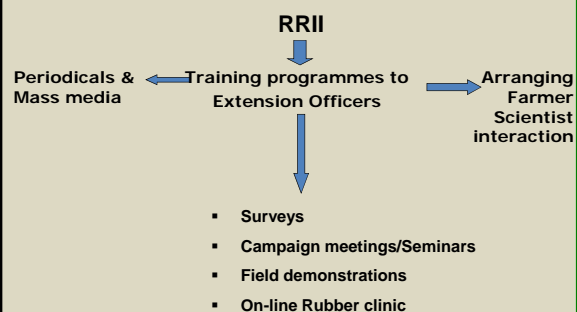 RRII
Periodicals &
Mass media
Training programmes to
Extension Officers
Arranging
Farmer
Scientist
interaction
▪ Surveys
▪ Campaign meetings/Seminars
▪ Field demonstrations
▪ On-line Rubber clinic